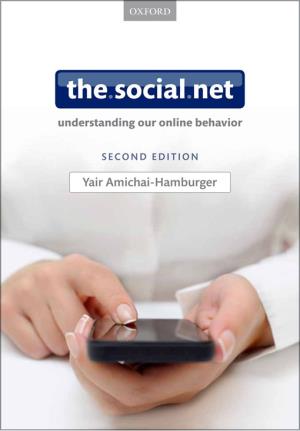 OXFORD
the.social.net
understanding our online behavior
SECOND EDITION
Yair Amichai-Hamburger